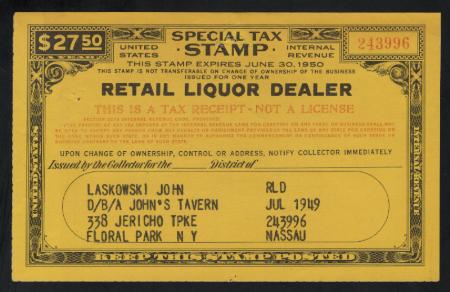 $27.50
A YEAR
SPECIAL TAX
UNITED STATES
STAMP
INTERNAL REVENUE
243996
THIS STAMP EXPIRES JUNE 30, 1950
THIS STAMP IS NOT TRANSFERABLE ON CHANGE OF OWNERSHIP OF THE BUSINESS
ISSUED FOR ONE YEAR
RETAIL LIQUOR DEALER
THIS IS A TAX RECEIPT - NOT A LICENSE
UPON CHANGE OF OWNERSHIP, CONTROL OR ADDRESS, NOTIFY COLLECTOR IMMEDIATELY
Issued by the Collector for the District of
LASKOWSKI JOHN RLD
D/B/A JOHN"S TAVERN JUL 1949
338 JERICHO TPKE 243996
FLORAL PARK N Y NASSAU
KEEP THIS STAMP POSTED